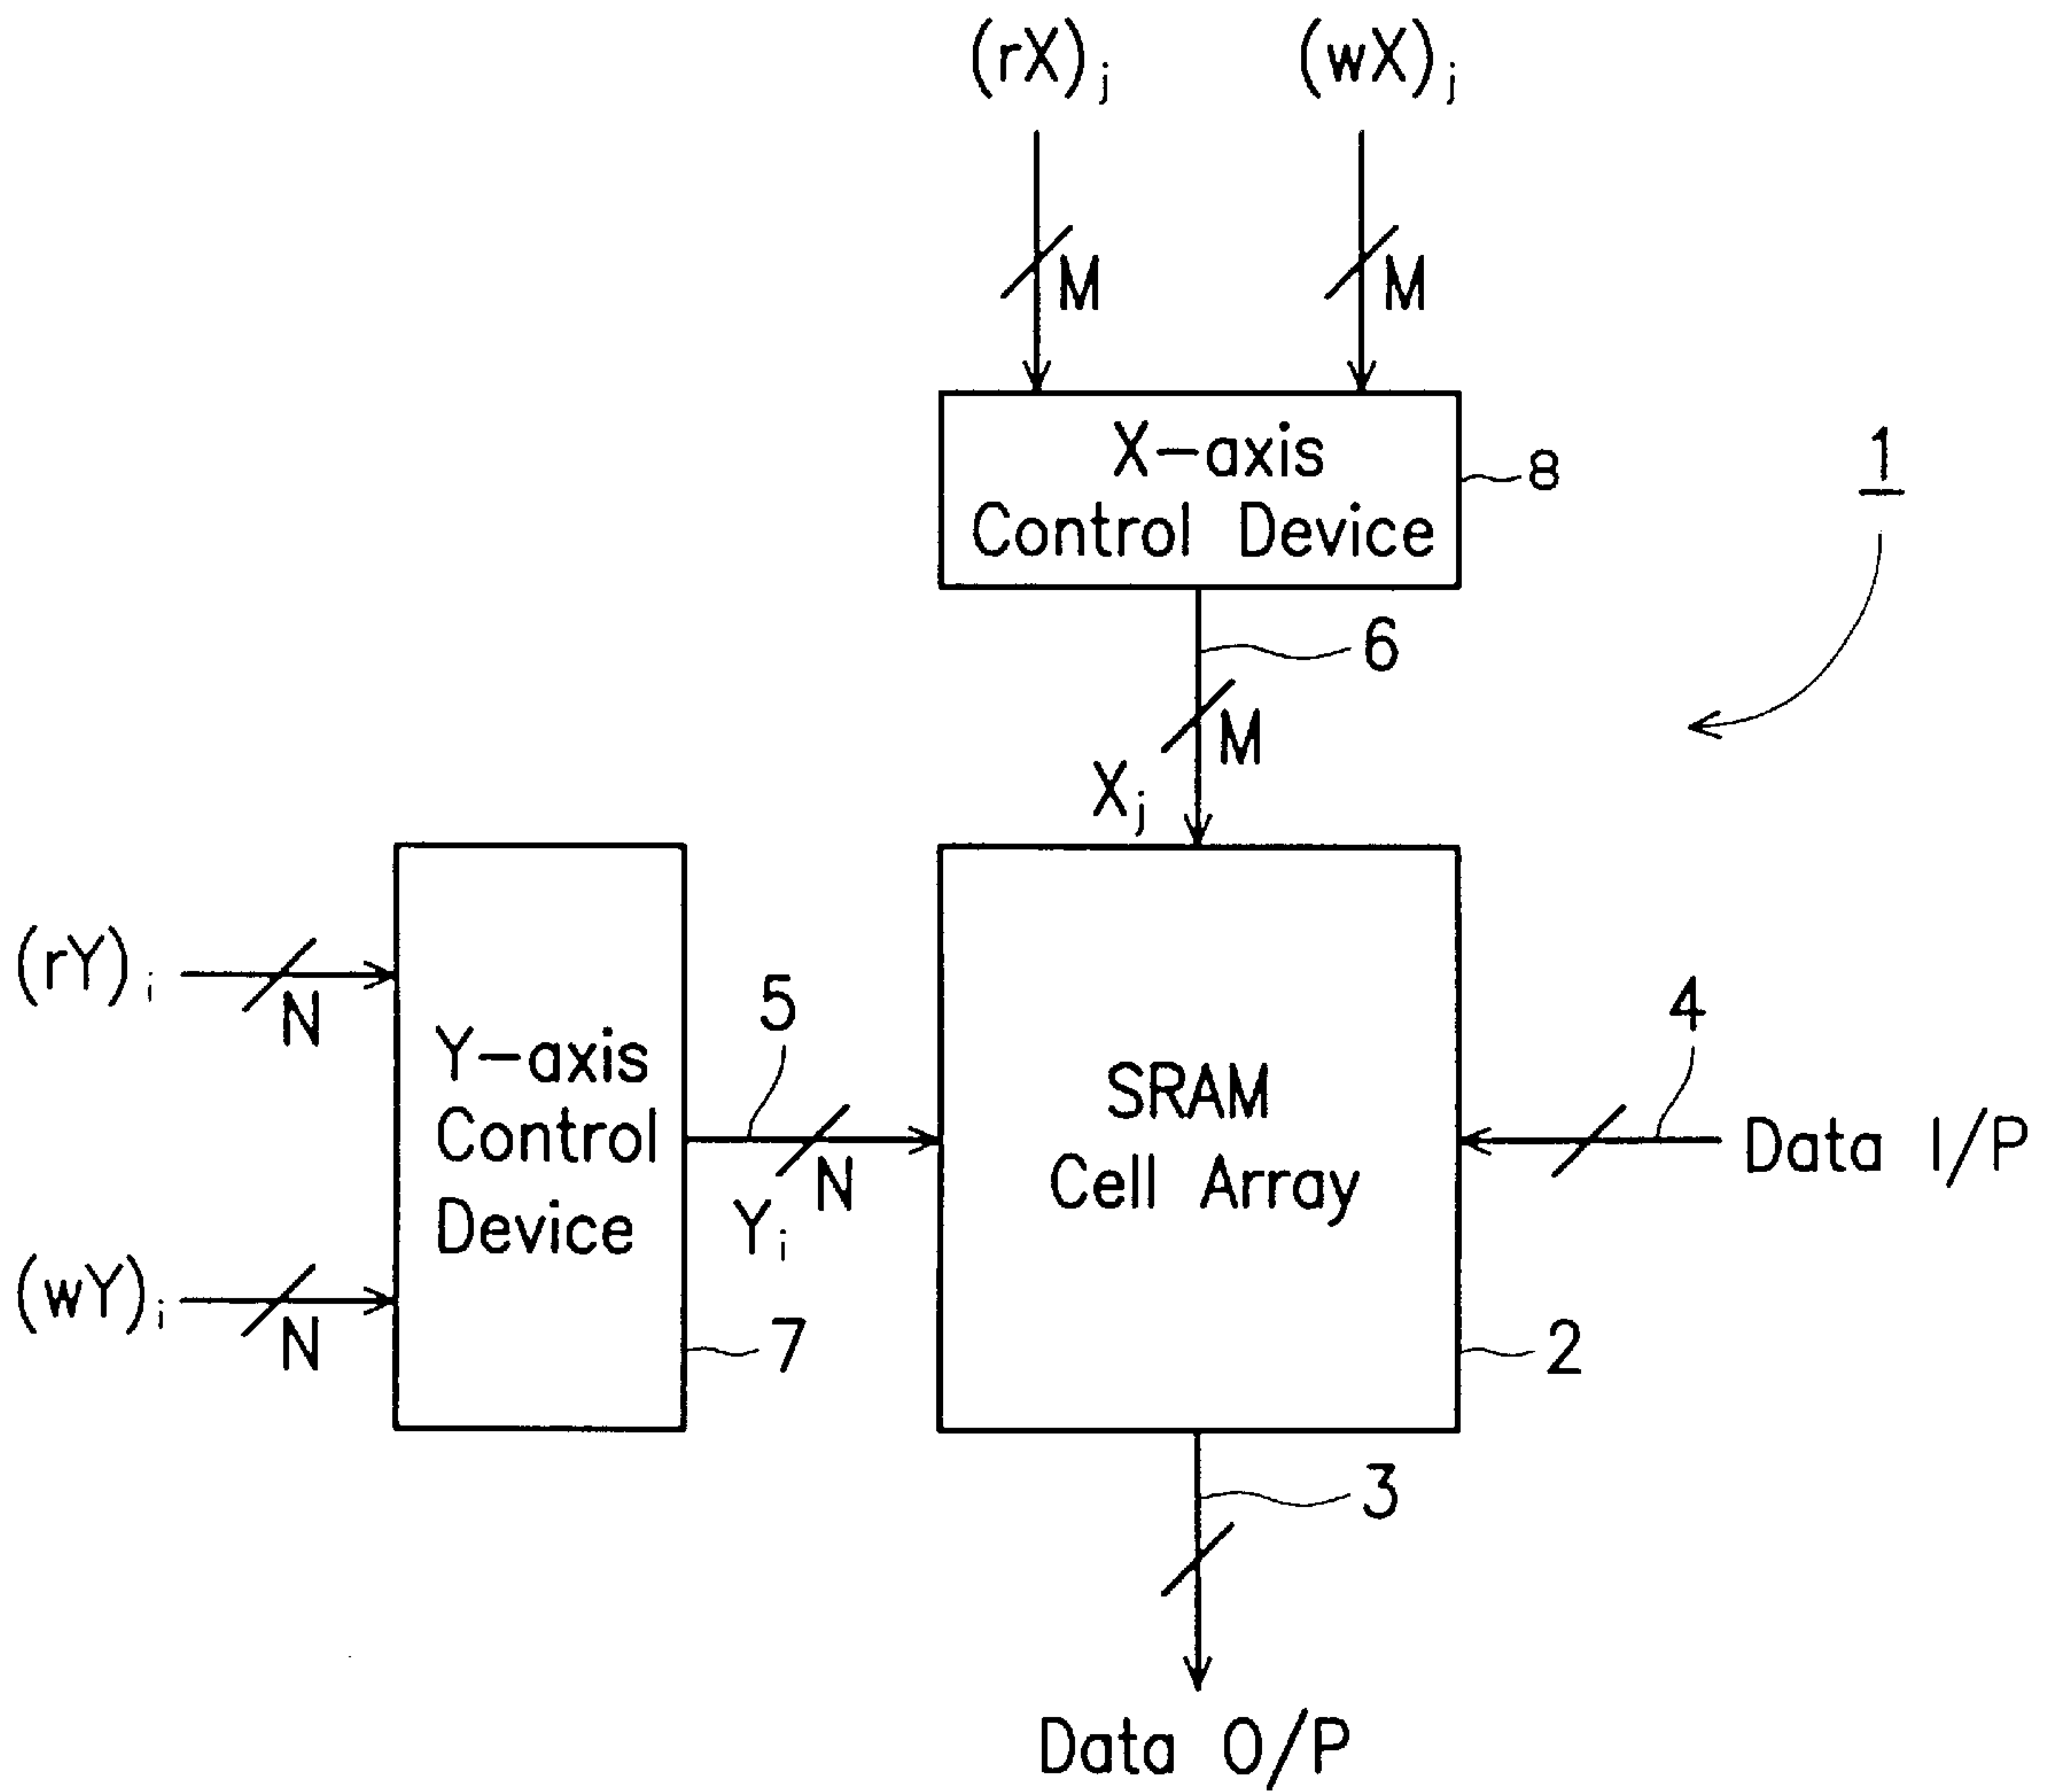 (rX)j (wX)j
M M
X-axis
Control Device
8
1
6
M
Xj
(rY)i
N
Y-axis
Control
Device
5
N
Yi
SRAM
Cell Array
4
Data I/P
(wY)i
N
7
2
3
Data O/P